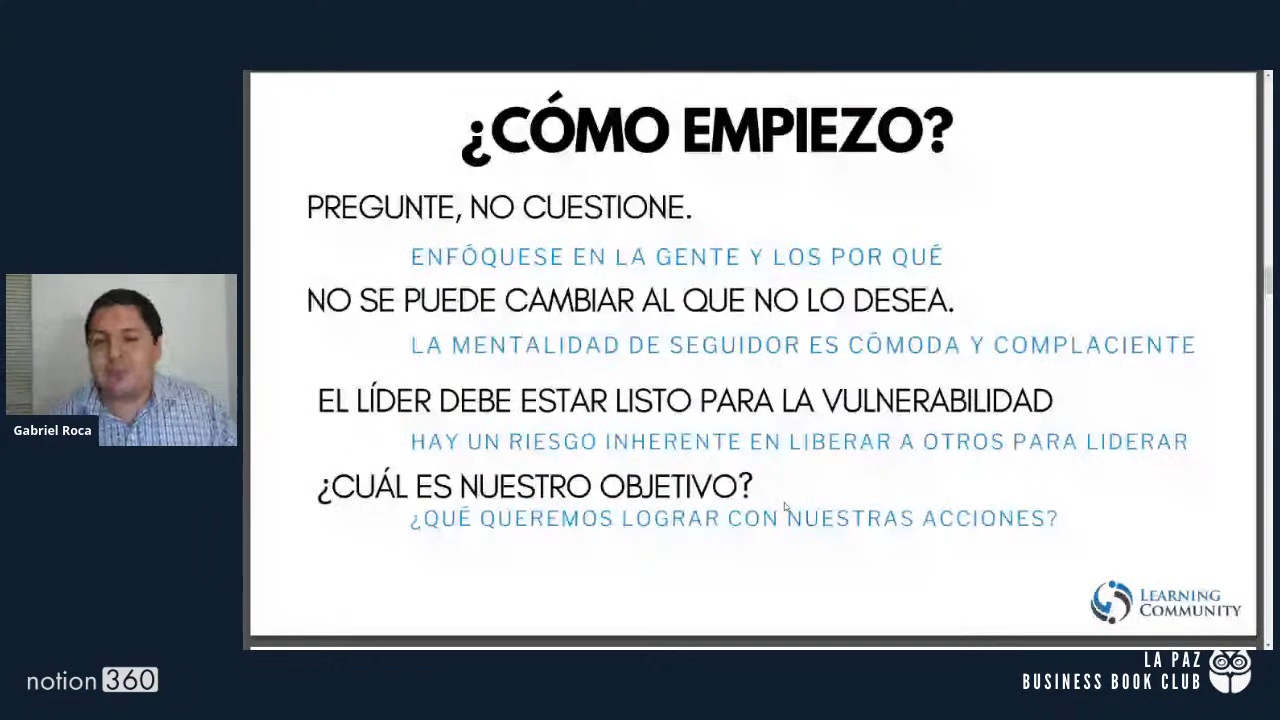 ¿CÓMO EMPIEZO?
PREGUNTE, NO CUESTIONE.
ENFÓQUESE EN LA GENTE Y LOS POR QUÉ
NO SE PUEDE CAMBIAR AL QUE NO LO DESEA.
LA MENTALIDAD DE SEGUIDOR ES CÓMODA Y COMPLACIENTE
EL LÍDER DEBE ESTAR LISTO PARA LA VULNERABILIDAD
HAY UN RIESGO INHERENTE EN LIBERAR A OTROS PARA LIDERAR
¿CUÁL ES NUESTRO OBJETIVO?
¿QUÉ QUEREMOS LOGRAR CON NUESTRAS ACCIONES?
Gabriel Roca
LEARNING
COMMUNITY
notion 360
LA PAZ
BUSINESS BOOK CLUB